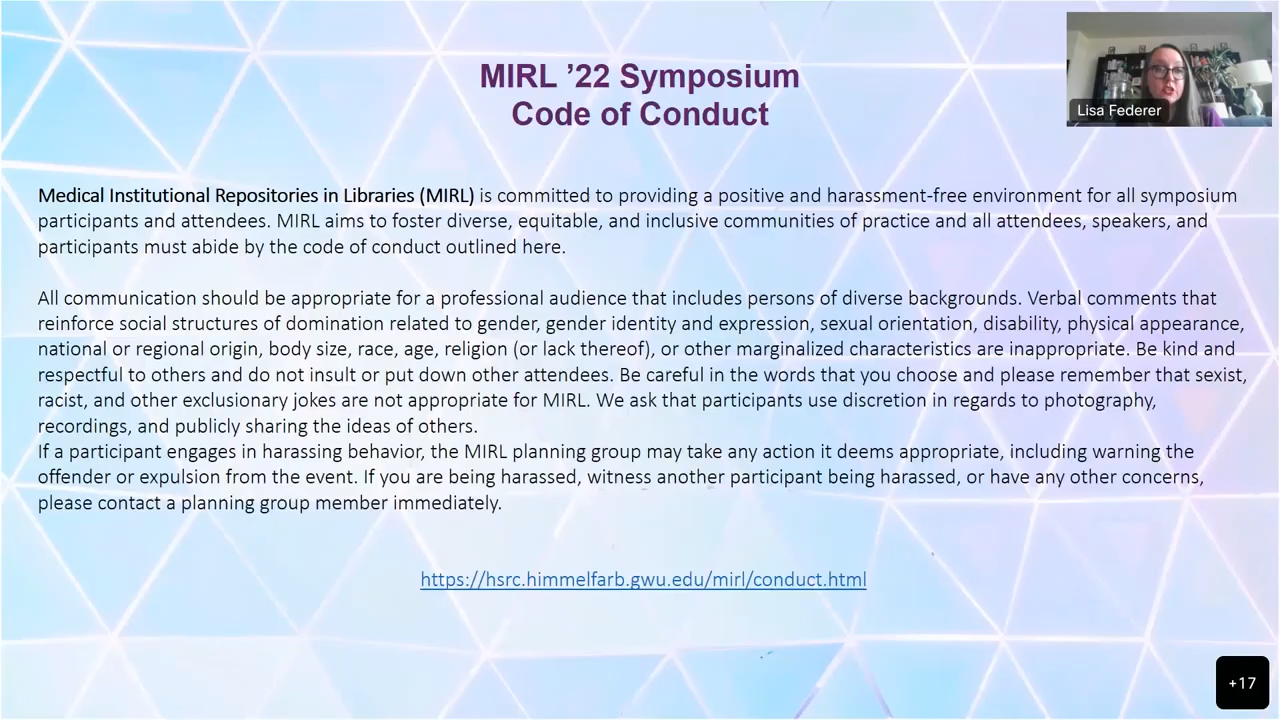 MIRL ’22 Symposium
Code of Conduct
Lisa Federer
Medical Institutional Repositories in Libraries (MIRL) is committed to providing a positive and harassment-free environment for all symposium
participants and attendees. MIRL aims to foster diverse, equitable, and inclusive communities of practice and all attendees, speakers, and
participants must abide by the code of conduct outlined here.
All communication should be appropriate for a professional audience that includes persons of diverse backgrounds. Verbal comments that
reinforce social structures of domination related to gender, gender identity and expression, sexual orientation, disability, physical appearance,
national or regional origin, body size, race, age, religion (or lack thereof), or other marginalized characteristics are inappropriate. Be kind and
respectful to others and do not insult or put down other attendees. Be careful in the words that you choose and please remember that sexist,
racist, and other exclusionary jokes are not appropriate for MIRL. We ask that participants use discretion in regards to photography,
recordings, and publicly sharing the ideas of others.
If a participant engages in harassing behavior, the MIRL planning group may take any action it deems appropriate, including warning the
offender or expulsion from the event. If you are being harassed, witness another participant being harassed, or have any other concerns,
please contact a planning group member immediately.
https://hsrc.himmelfarb.gwu.edu/mirl/conduct.html
+17